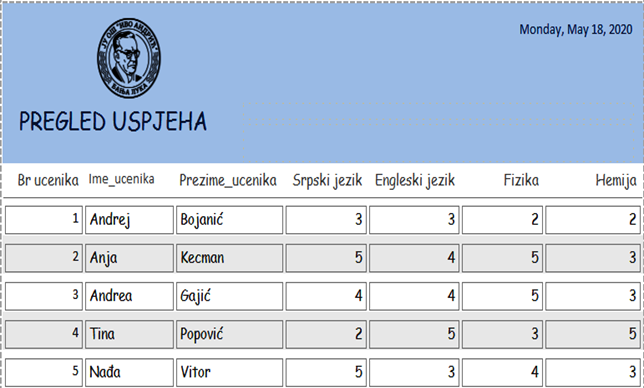 Monday, May 18, 2020
ЈУ ОШ "ИВО АНДРИЋ"
БАЊА ЛУКА
PREGLED USPJEHA
Br ucenika Ime_ucenika Prezime_ucenika Srpski jezik Engleski jezik Fizika Hemija
1 Andrej Bojanić 3 3 2 2
2 Anja Kecman 5 4 5 3
3 Andrea Gajić 4 4 5 3
4 Tina Popović 2 5 3 5
5 Nađa Vitor 5 3 4 3